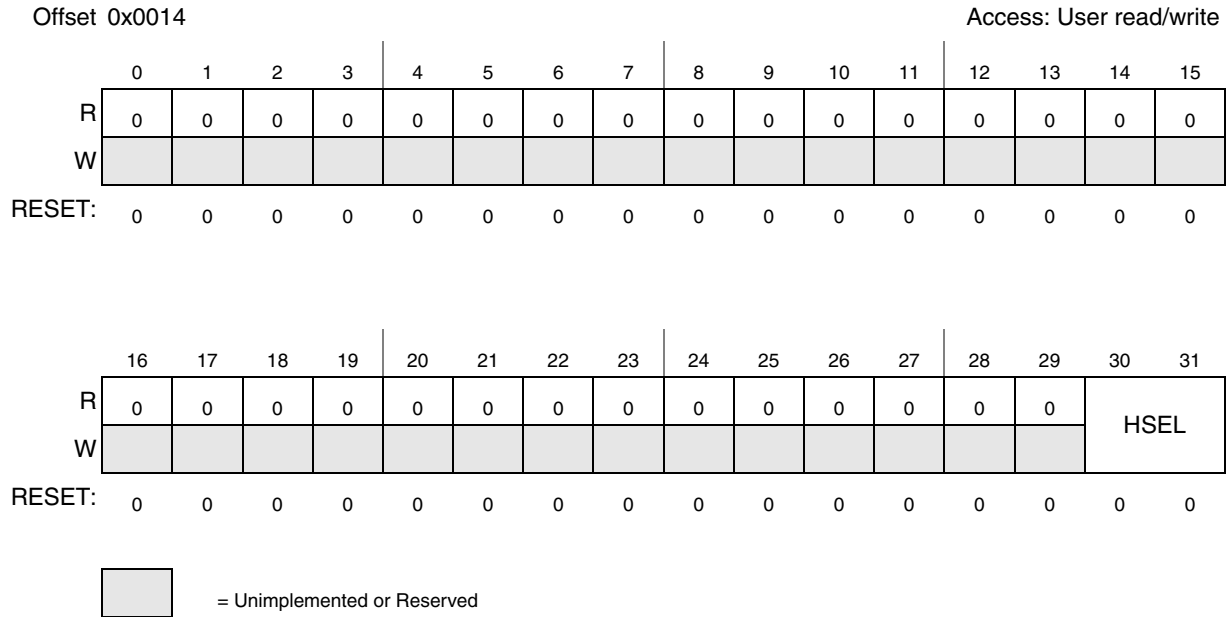 Offset 0x0014 Access: User read/write
0 1 2 3 4 5 6 7 8 9 10 11 12 13 14 15
R 0 0 0 0 0 0 0 0 0 0 0 0 0 0 0 0
W
RESET: 0 0 0 0 0 0 0 0 0 0 0 0 0 0 0 0
16 17 18 19 20 21 22 23 24 25 26 27 28 29 30 31
R 0 0 0 0 0 0 0 0 0 0 0 0 0 0 HSEL
W
RESET: 0 0 0 0 0 0 0 0 0 0 0 0 0 0 0 0
= Unimplemented or Reserved